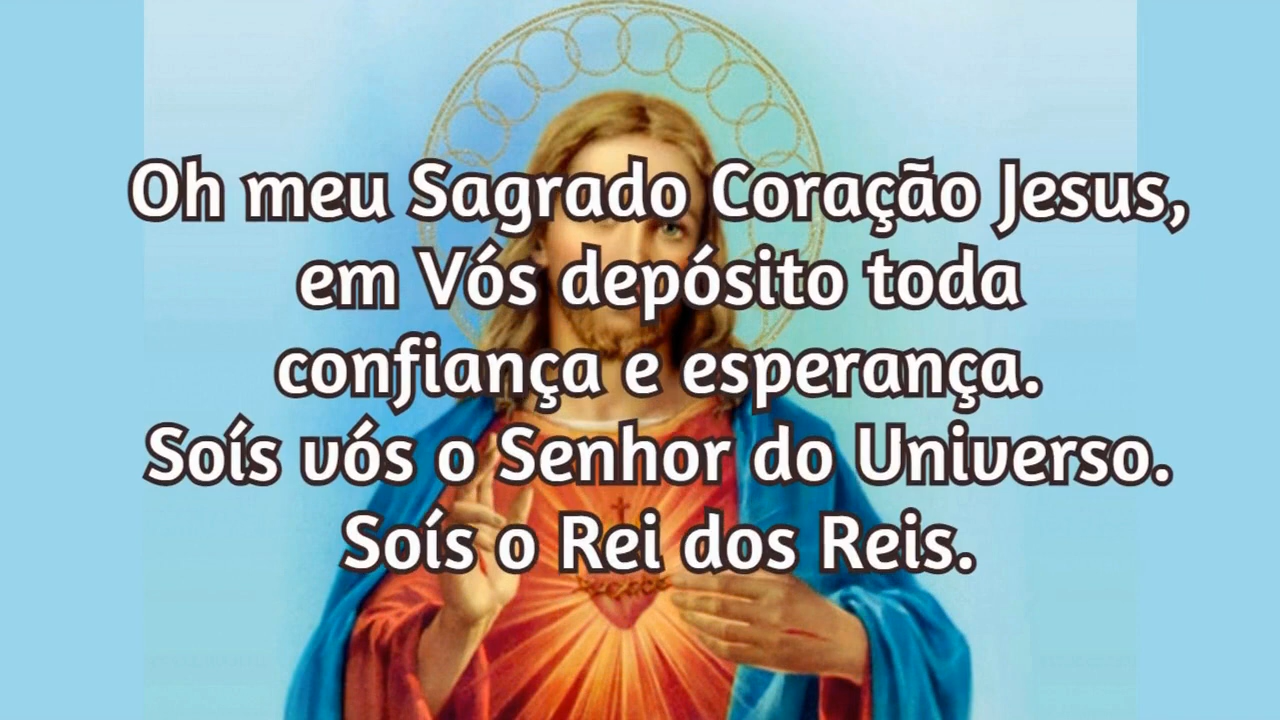 Oh meu Sagrado Coração Jesus,
em Vós depósito toda
confiança e esperança.
Soís vós o Senhor do Universo.
Soís o Rei dos Reis.